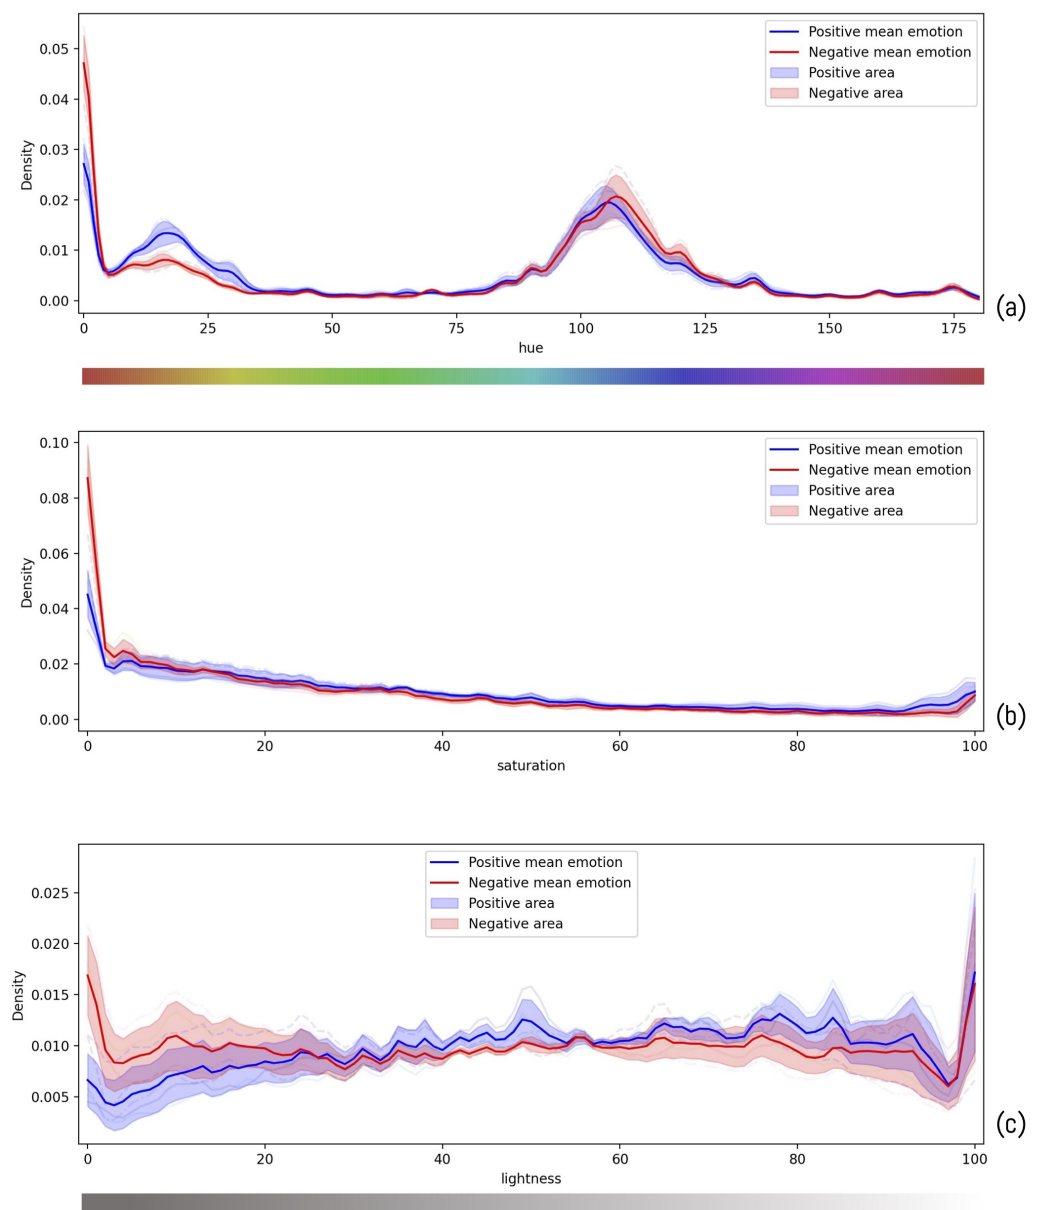 Positive mean emotion
Negative mean emotion
Positive area
Negative area
0.05
0.04
0.03
0.02
0.01
0.00
Density
0 25 50 75 100 125 150 175
hue
(a)
Positive mean emotion
Negative mean emotion
Positive area
Negative area
0.10
0.08
0.06
0.04
0.02
0.00
Density
0 20 40 60 80 100
saturation
(b)
Positive mean emotion
Negative mean emotion
Positive area
Negative area
0.025
0.020
0.015
0.010
0.005
Density
0 20 40 60 80 100
lightness
(c)